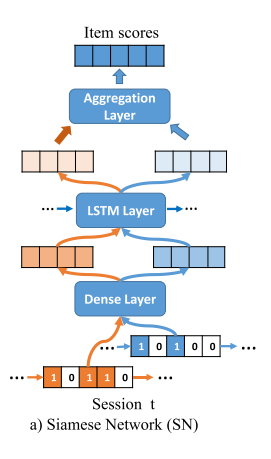 Item scores
Aggregation
Layer
... LSTM Layer ...
Dense Layer
... 1 0 1 0 0 ...
... 1 0 1 1 0 ...
Session t
a) Siamese Network (SN)